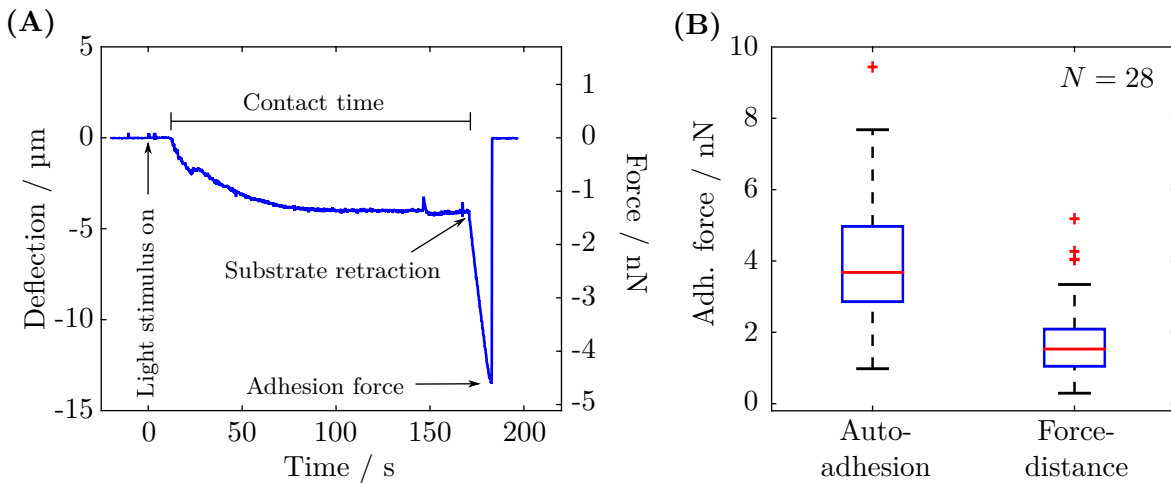 (A)
5
0
-5
-10
-15
Deflection / µm
Contact time
Light stimulus on
Substrate retraction
Adhesion force
1
0
-1
-2
-3
-4
-5
Force / nN
0
50
100
150
200
Time / s
(B)
10
8
6
4
2
0
Adh. force / nN
N = 28
Auto-
adhesion
Force-
distance